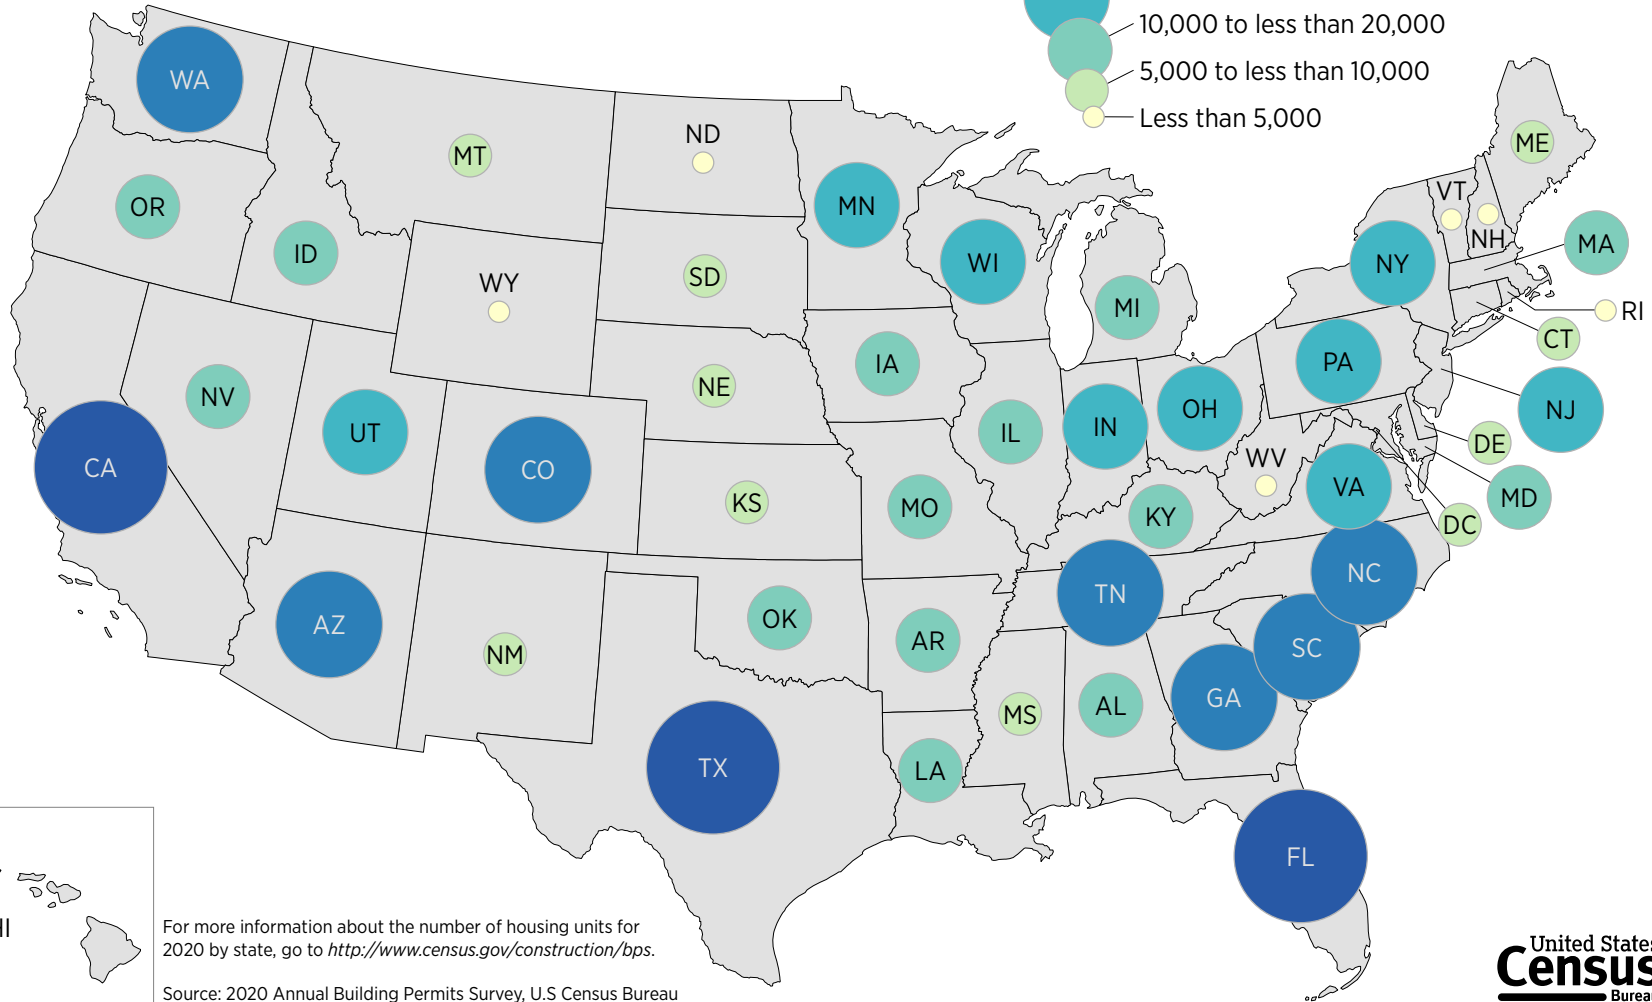 10,000 to less than 20,000
5,000 to less than 10,000
Less than 5,000
WA
ND
MT
ME
VT
OR
MN
NH
MA
ID
WI
NY
WY
SD
MI
RI
CT
PA
IA
NE
NV
NJ
OH
IN
UT
IL
DE
WV
CA
CO
VA
MD
KS
MO
KY
DC
NC
TN
OK
AZ
AR
SC
NM
GA
AL
MS
TX
LA
FL
HI
For more information about the number of housing units for
2020 by state, go to http://www.census.gov/construction/bps.
Source: 2020 Annual Building Permits Survey, U.S Census Bureau
United States
Census
Bureau